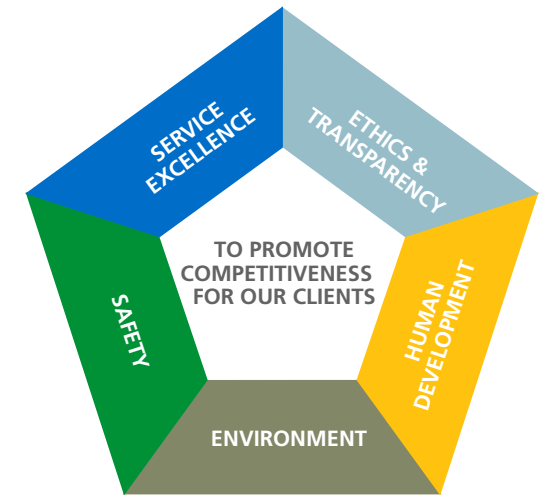 SERVICE
EXCELLENCE
ETHICS &
TRANSPARENCY
TO PROMOTE
COMPETITIVENESS
FOR OUR CLIENTS
SAFETY
HUMAN
DEVELOPMENT
ENVIRONMENT